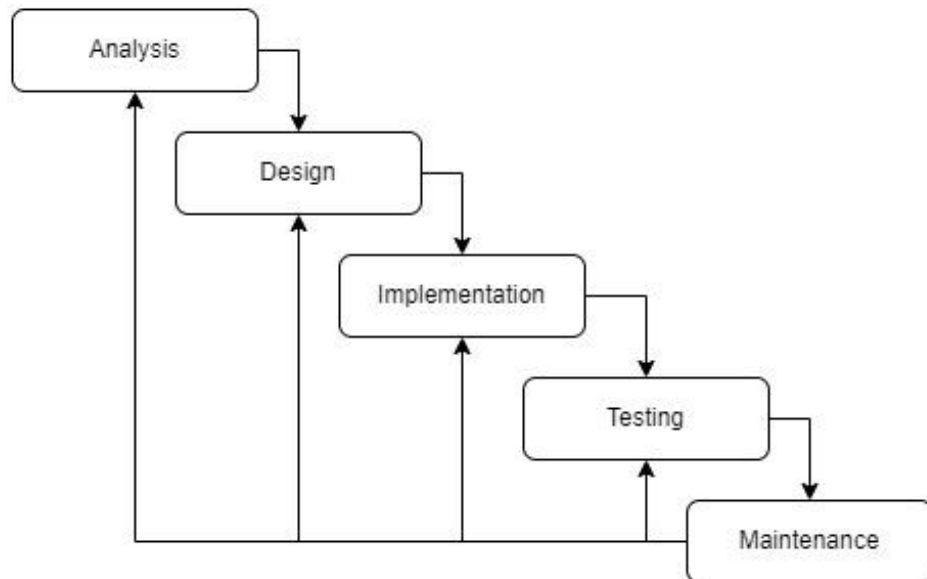 Analysis
Design
Implementation
Testing
Maintenance